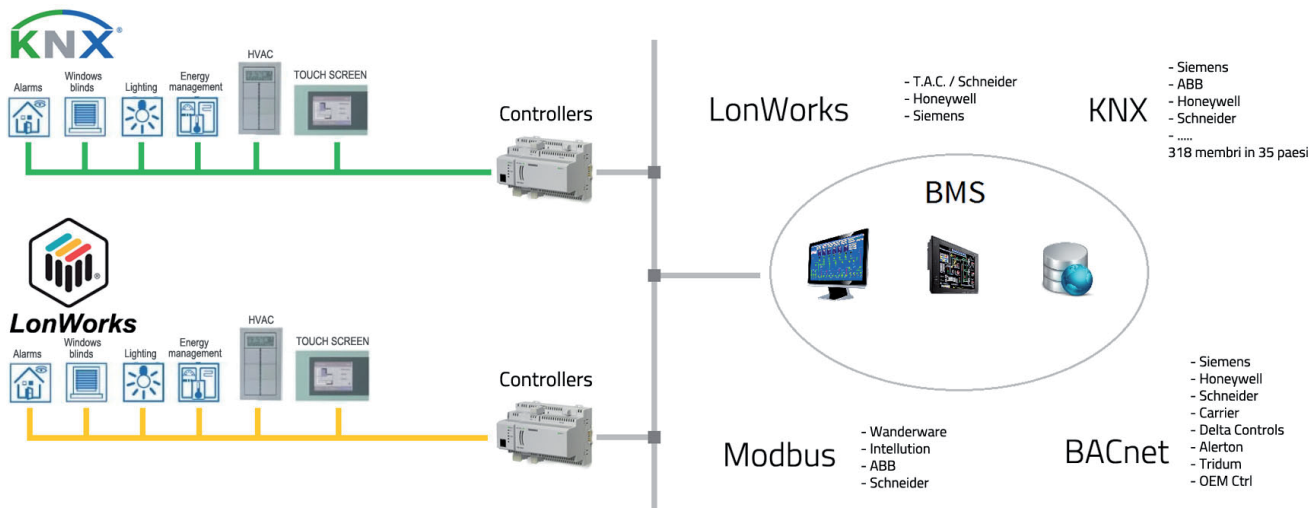 KNX®
Alarms
Windows
blinds
Lighting
Energy
management
HVAC
TOUCH SCREEN
Controllers
LonWorks
- T.A.C. / Schneider
- Honeywell
- Siemens
KNX
- Siemens
- ABB
- Honeywell
- Schneider
- .....
318 membri in 35 paesi
BMS
®
LonWorks
Alarms
Windows
blinds
Lighting
Energy
management
HVAC
TOUCH SCREEN
Controllers
Modbus
- Wanderware
- Intellution
- ABB
- Schneider
BACnet
- Siemens
- Honeywell
- Schneider
- Carrier
- Delta Controls
- Alerton
- Tridum
- OEM Ctrl